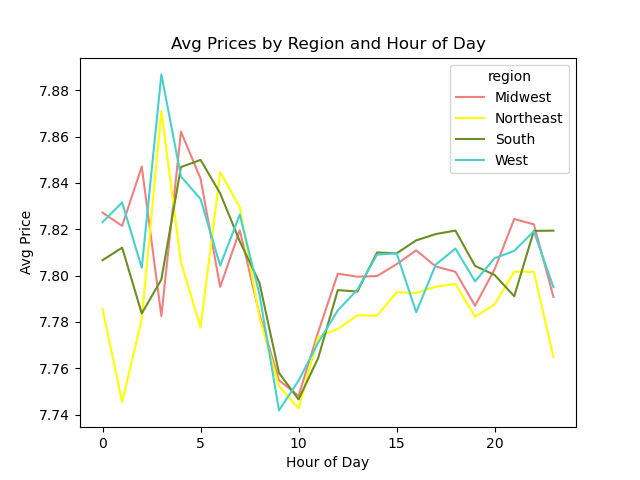 Avg Prices by Region and Hour of Day
region
Midwest
Northeast
South
West
7.88
7.86
7.84
7.82
7.80
7.78
7.76
7.74
Avg Price
0 5 10 15 20
Hour of Day